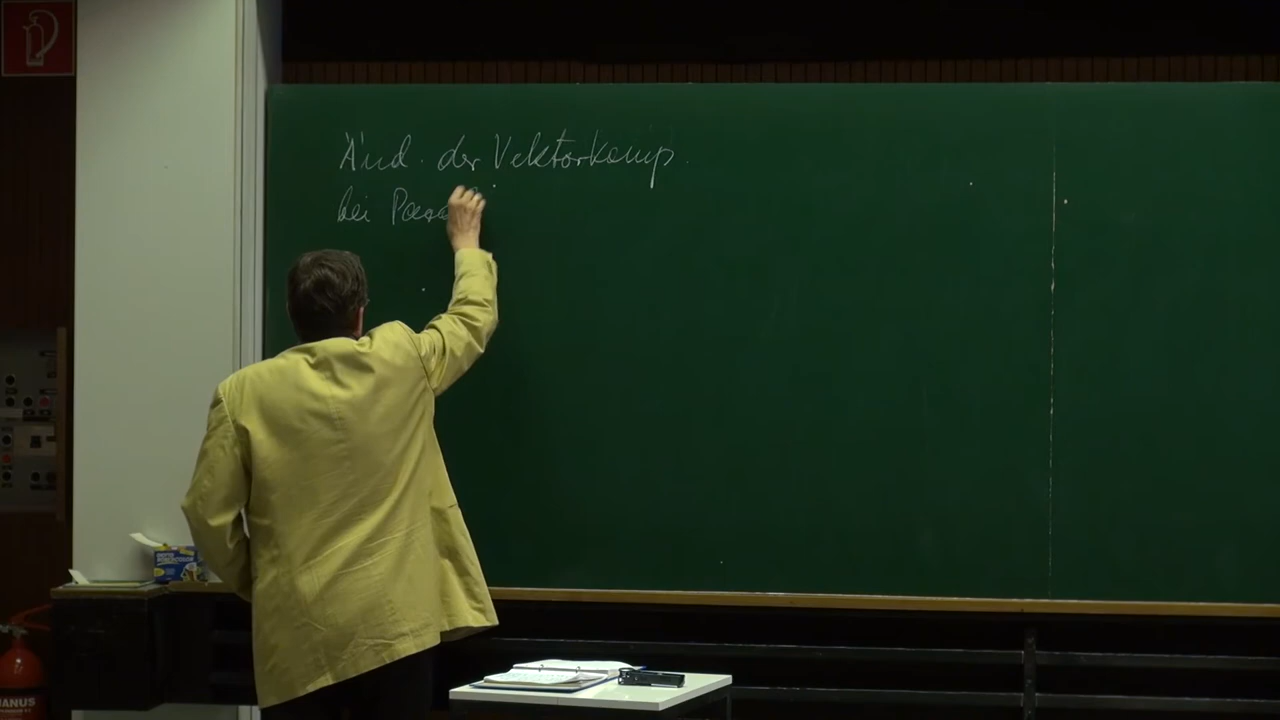 Änd. der Vektorkomp.
bei